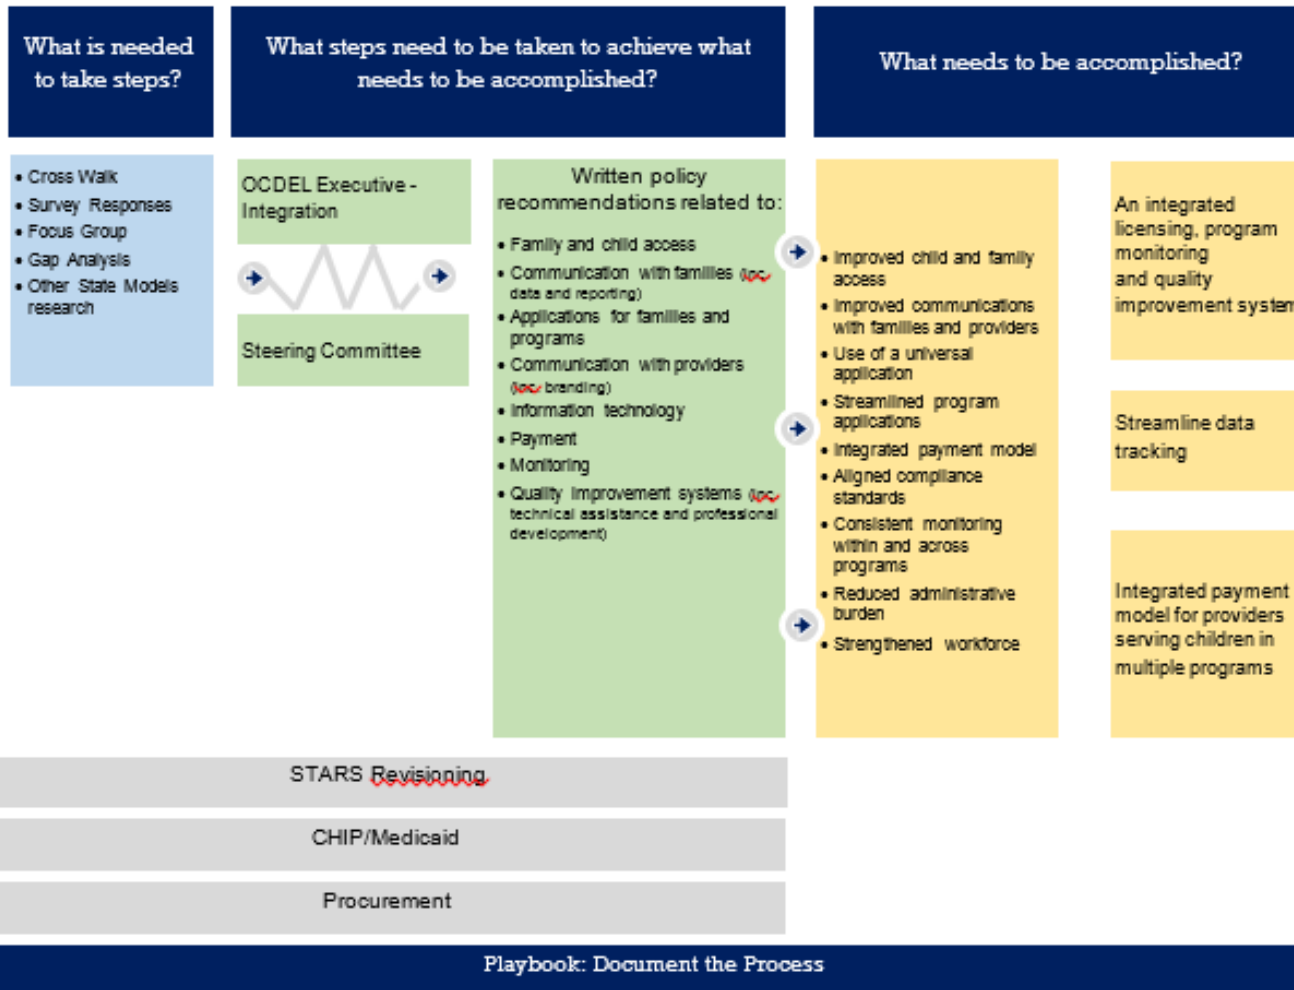 What is needed
to take steps?
What steps need to be taken to achieve what
needs to be accomplished?
What needs to be accomplished?
• Cross Walk
• Survey Responses
• Focus Group
• Gap Analysis
• Other State Models
research
OCDEL Executive -
Integration
Steering Committee
Written policy
recommendations related to:
• Family and child access
• Communication with families (inc.
data and reporting)
• Applications for families and
programs
• Communication with providers
(inc. branding)
• Information technology
• Payment
• Monitoring
• Quality improvement systems (inc.
technical assistance and professional
development)
• Improved child and family
access
• Improved communications
with families and providers
• Use of a universal
application
• Streamlined program
applications
• Integrated payment model
• Aligned compliance
standards
• Consistent monitoring
within and across
programs
• Reduced administrative
burden
• Strengthened workforce
An integrated
licensing, program
monitoring
and quality
improvement system
Streamline data
tracking
Integrated payment
model for providers
serving children in
multiple programs
STARS Revisioning
CHIP/Medicaid
Procurement
Playbook: Document the Process